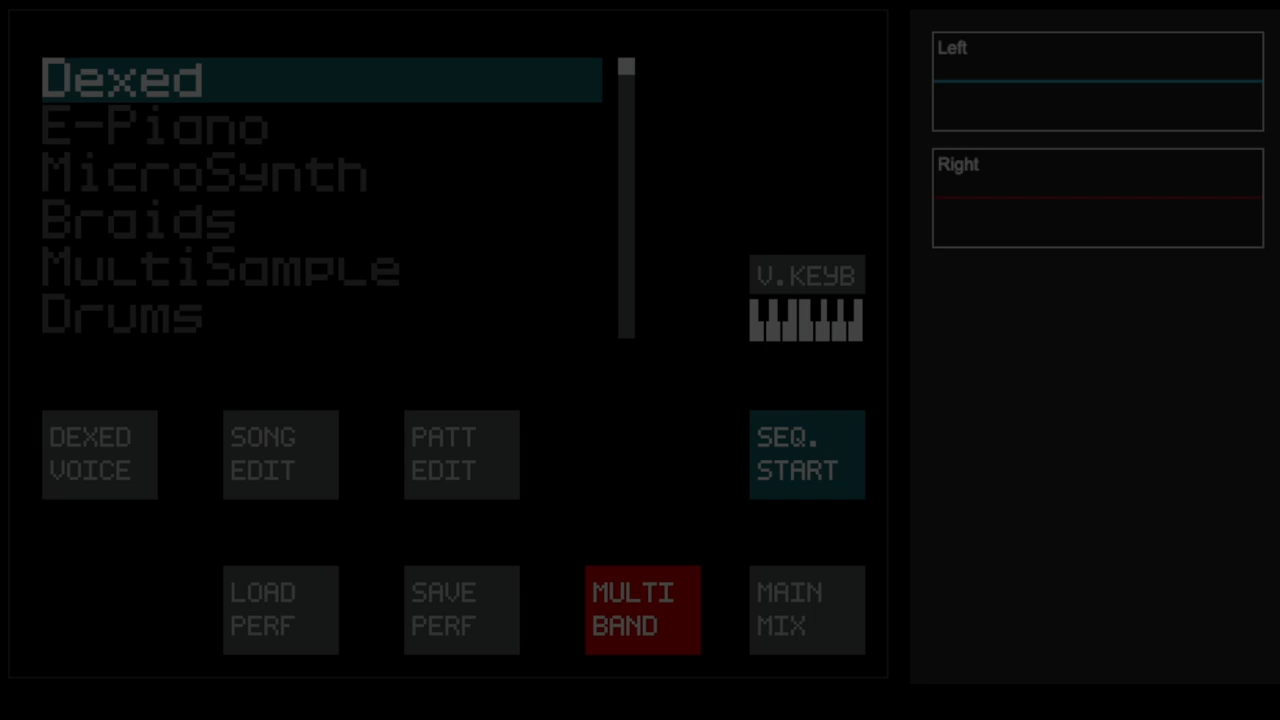 Dexed
E-Piano
MicroSynth
Braids
MultiSample
Drums
Left
Right
V.KEYB
DEXED
VOICE
SONG
EDIT
PATT
EDIT
SEQ.
START
LOAD
PERF
SAVE
PERF
MULTI
BAND
MAIN
MIX